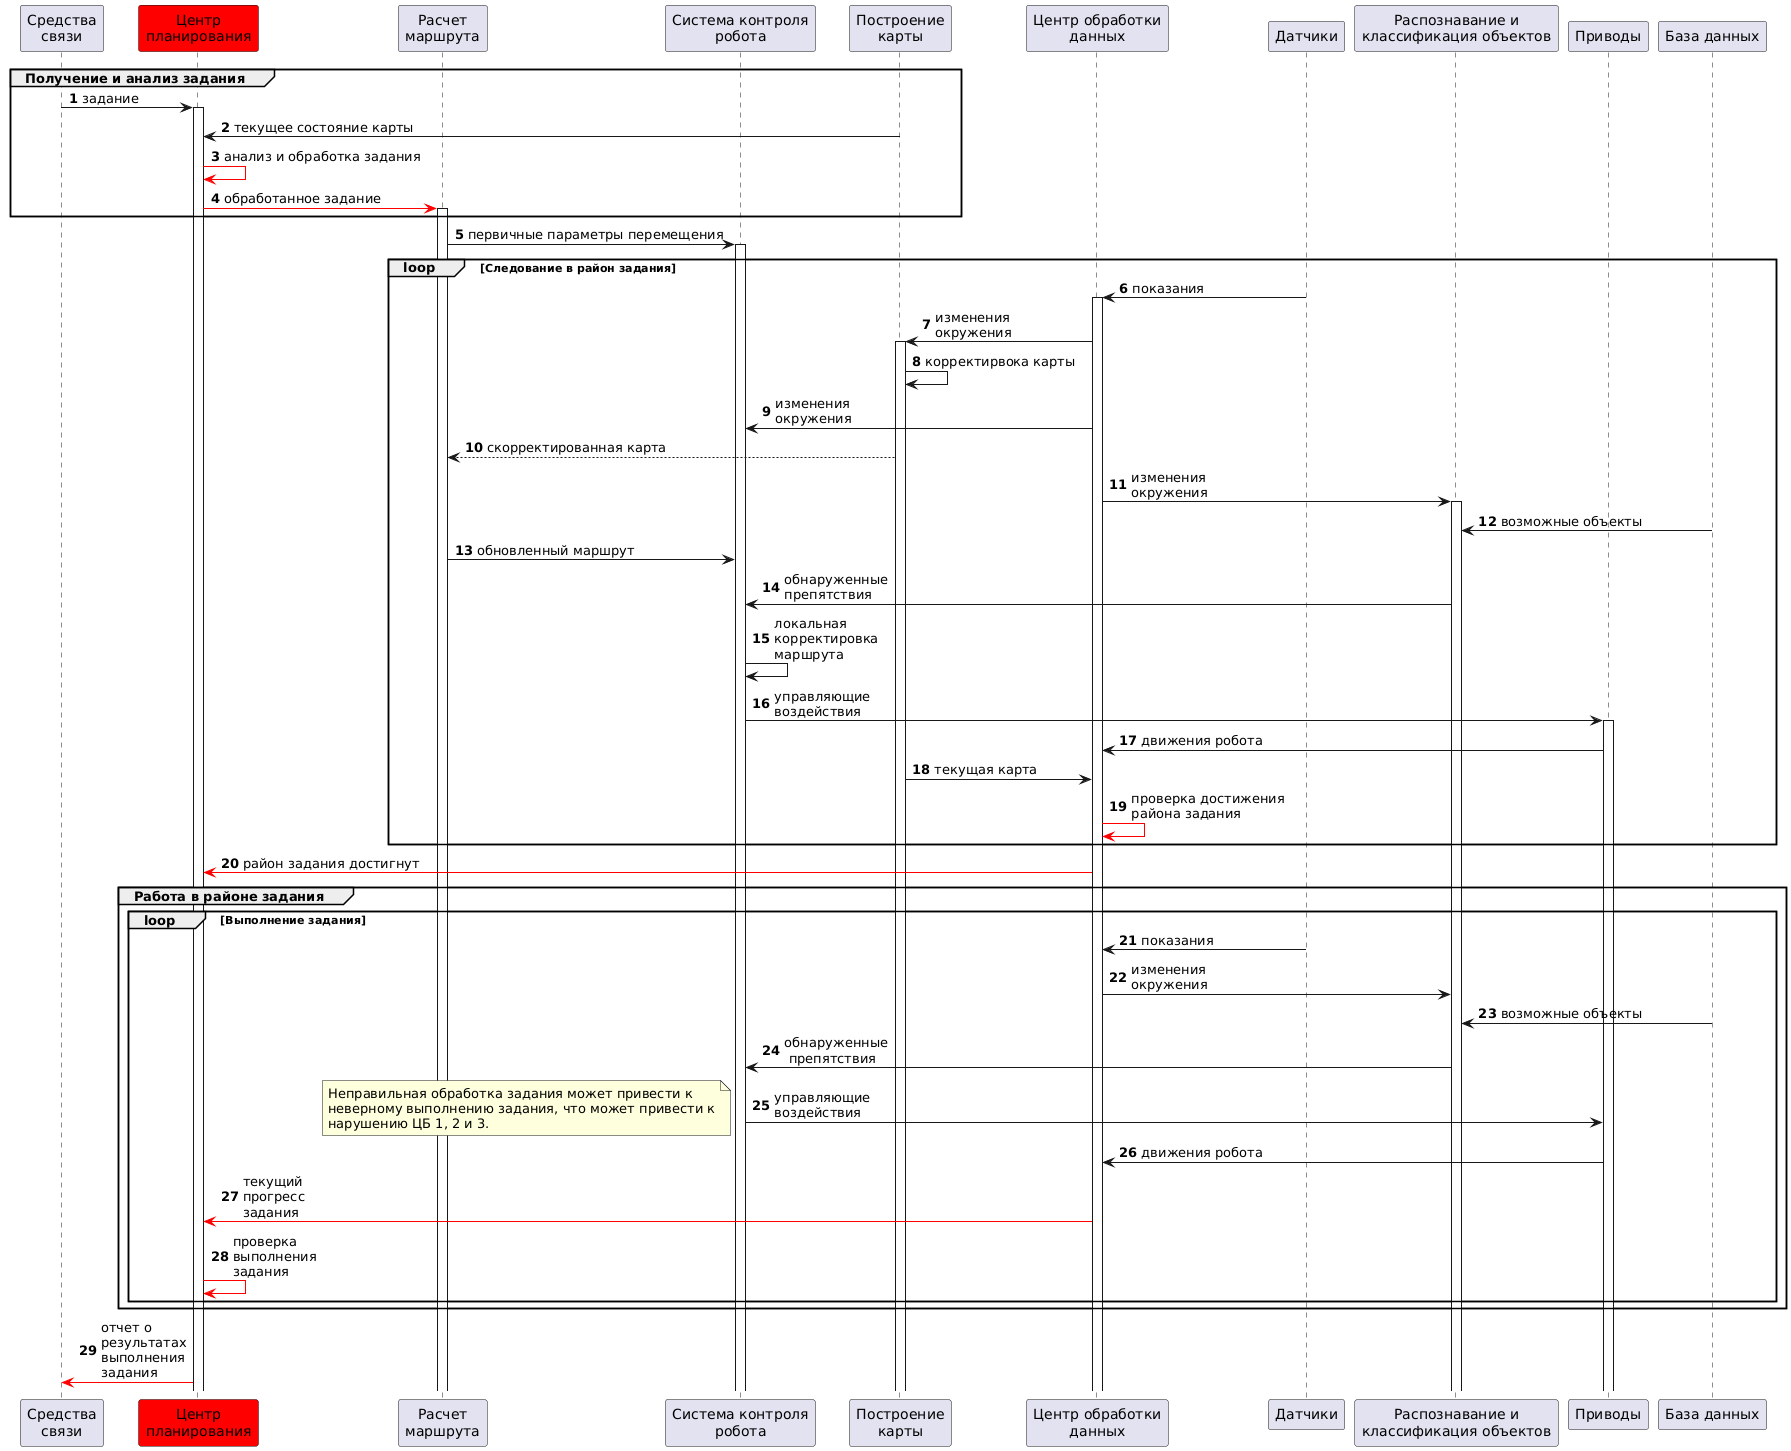 Средства
связи
Центр
планирования
Расчет
маршрута
Система контроля
робота
Построение
карты
Центр обработки
данных
Датчики
Распознавание и
классификация объектов
Приводы
База данных
Получение и анализ задания
1 задание
2 текущее состояние карты
3 анализ и обработка задания
4 обработанное задание
5 первичные параметры перемещения
loop [Следование в район задания]
6 показания
7 изменения
окружения
8 корректирвока карты
9 изменения
окружения
10 скорректированная карта
11 изменения
окружения
12 возможные объекты
13 обновленный маршрут
14 обнаруженные
препятствия
15 локальная
корректировка
маршрута
16 управляющие
воздействия
17 движения робота
18 текущая карта
19 проверка достижения
района задания
20 район задания достигнут
Работа в районе задания
loop [Выполнение задания]
21 показания
22 изменения
окружения
23 возможные объекты
24 обнаруженные
препятствия
Неправильная обработка задания может привести к
неверному выполнению задания, что может привести к
нарушению ЦБ 1, 2 и 3.
25 управляющие
воздействия
26 движения робота
27 текущий
прогресс
задания
28 проверка
выполнения
задания
29 отчет о
результатах
выполнения
задания
Средства
связи
Центр
планирования
Расчет
маршрута
Система контроля
робота
Построение
карты
Центр обработки
данных
Датчики
Распознавание и
классификация объектов
Приводы
База данных